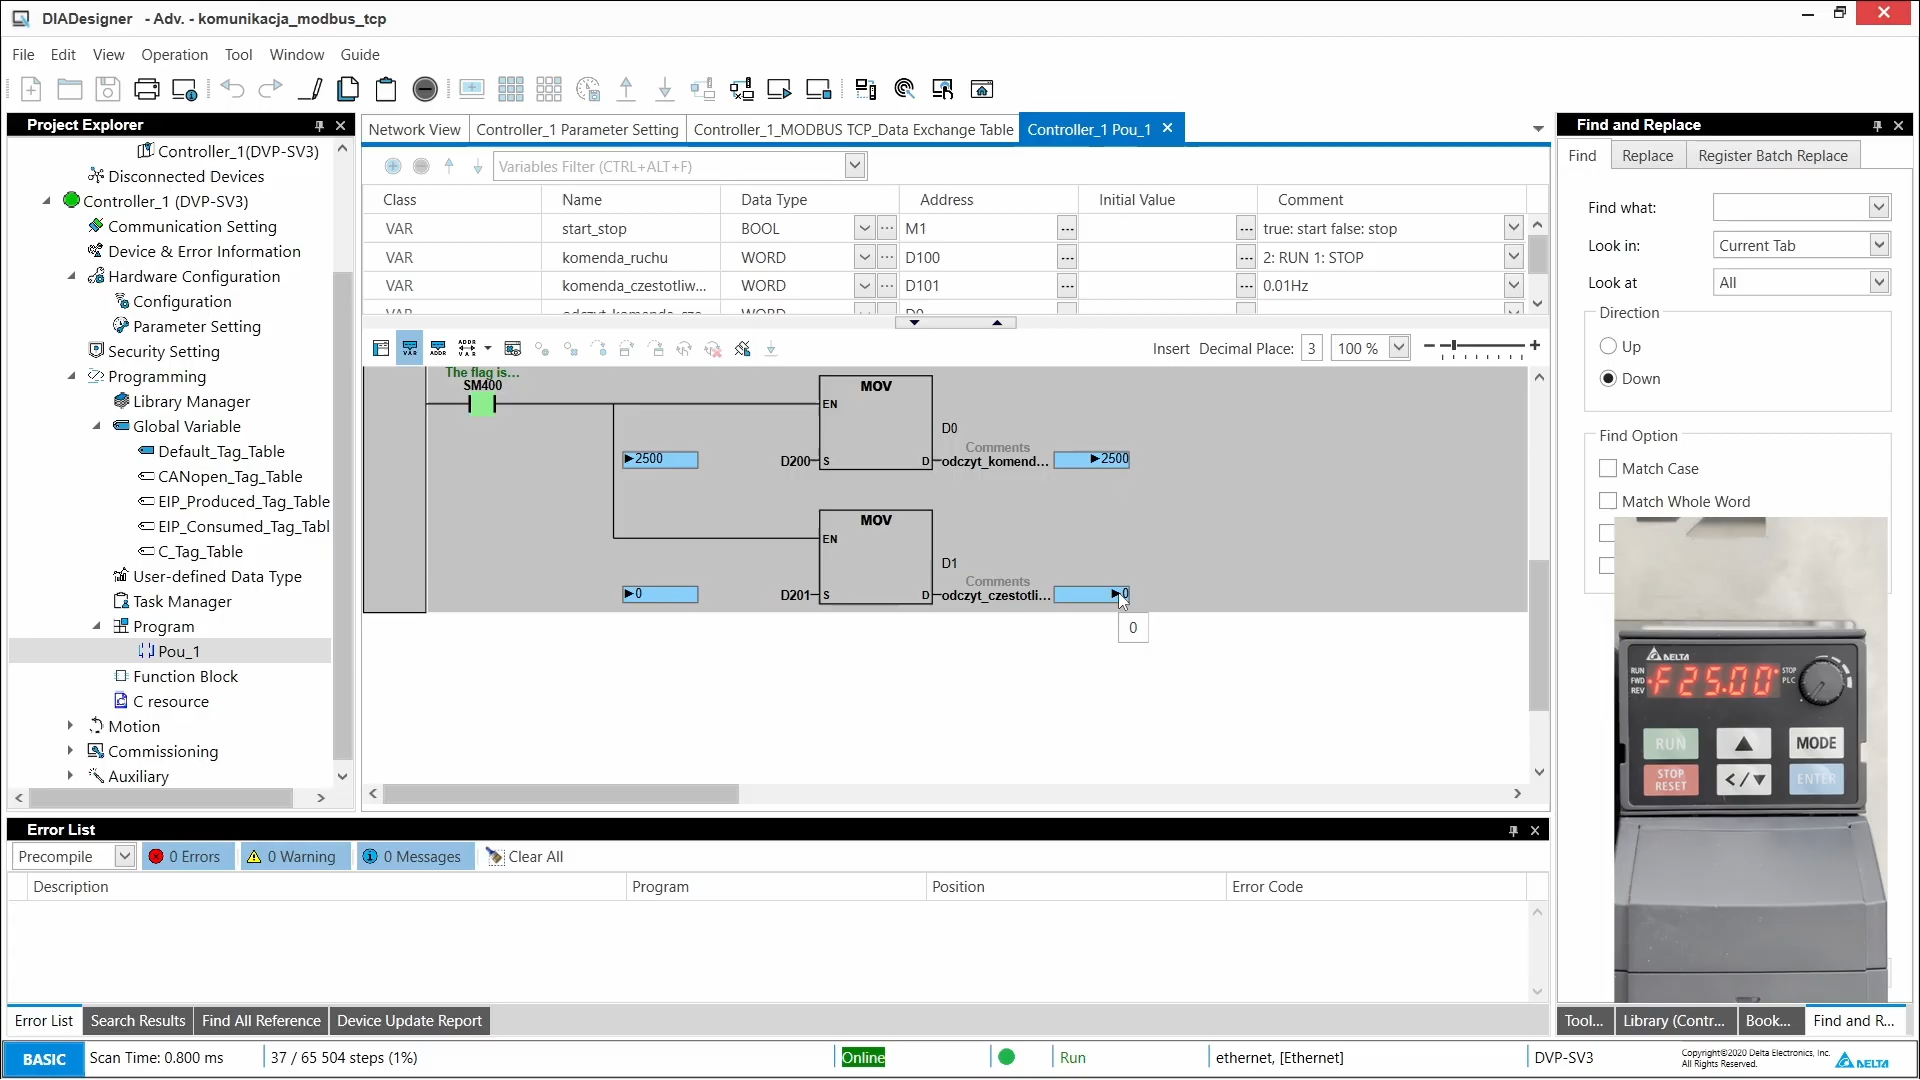 DIADesigner - Adv. - komunikacja_modbus_tcp
File Edit View Operation Tool Window Guide
Project Explorer
Controller_1(DVP-SV3)
Disconnected Devices
Controller_1 (DVP-SV3)
Communication Setting
Device & Error Information
Hardware Configuration
Configuration
Parameter Setting
Security Setting
Programming
Library Manager
Global Variable
Default_Tag_Table
CANopen_Tag_Table
EIP_Produced_Tag_Table
EIP_Consumed_Tag_Tabl
C_Tag_Table
User-defined Data Type
Task Manager
Program
Pou_1
Function Block
C resource
Motion
Commissioning
Auxiliary
Network View Controller_1 Parameter Setting Controller_1_MODBUS TCP_Data Exchange Table Controller_1 Pou_1
Variables Filter (CTRL+ALT+F)
Class Name Data Type Address Initial Value Comment
VAR start_stop BOOL M1 true: start false: stop
VAR komenda_ruchu WORD D100 2: RUN 1: STOP
VAR komenda_czestotliw... WORD D101 0.01Hz
ADDR VAR Insert Decimal Place: 3 100 %
The flag is...
SM400
MOV
EN
D0
Comments
2500 D200 S D odczyt_komend... 2500
MOV
EN
D1
Comments
0 D201 S D odczyt_czestotli... 0
0
Find and Replace
Find Replace Register Batch Replace
Find what:
Look in: Current Tab
Look at All
Direction
Up
Down
Find Option
Match Case
Match Whole Word
DELTA
RUN
FWD
REV
F25.00
STOP
PLC
RUN
MODE
STOP
RESET
ENTER
Error List
Precompile 0 Errors 0 Warning 0 Messages Clear All
Description Program Position Error Code
Error List Search Results Find All Reference Device Update Report
Tool... Library (Contr... Book... Find and R...
BASIC Scan Time: 0.800 ms 37 / 65 504 steps (1%) Online Run ethernet, [Ethernet] DVP-SV3
Copyright©2020 Delta Electronics, Inc.
All Rights Reserved.
DELTA